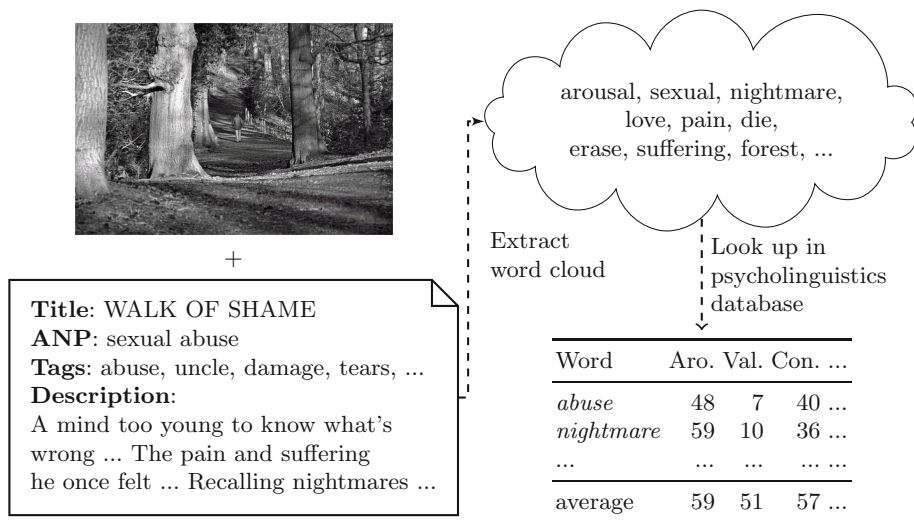 arousal, sexual, nightmare,
love, pain, die,
erase, suffering, forest, ...
+
Extract
word cloud
Look up in
psycholinguistics
database
Title: WALK OF SHAME
ANP: sexual abuse
Tags: abuse, uncle, damage, tears, ...
Description:
A mind too young to know what's
wrong ... The pain and suffering
he once felt ... Recalling nightmares ...
Word Aro. Val. Con. ...
abuse 48 7 40 ...
nightmare 59 10 36 ...
... ... ... ... 
average 59 51 57 ...